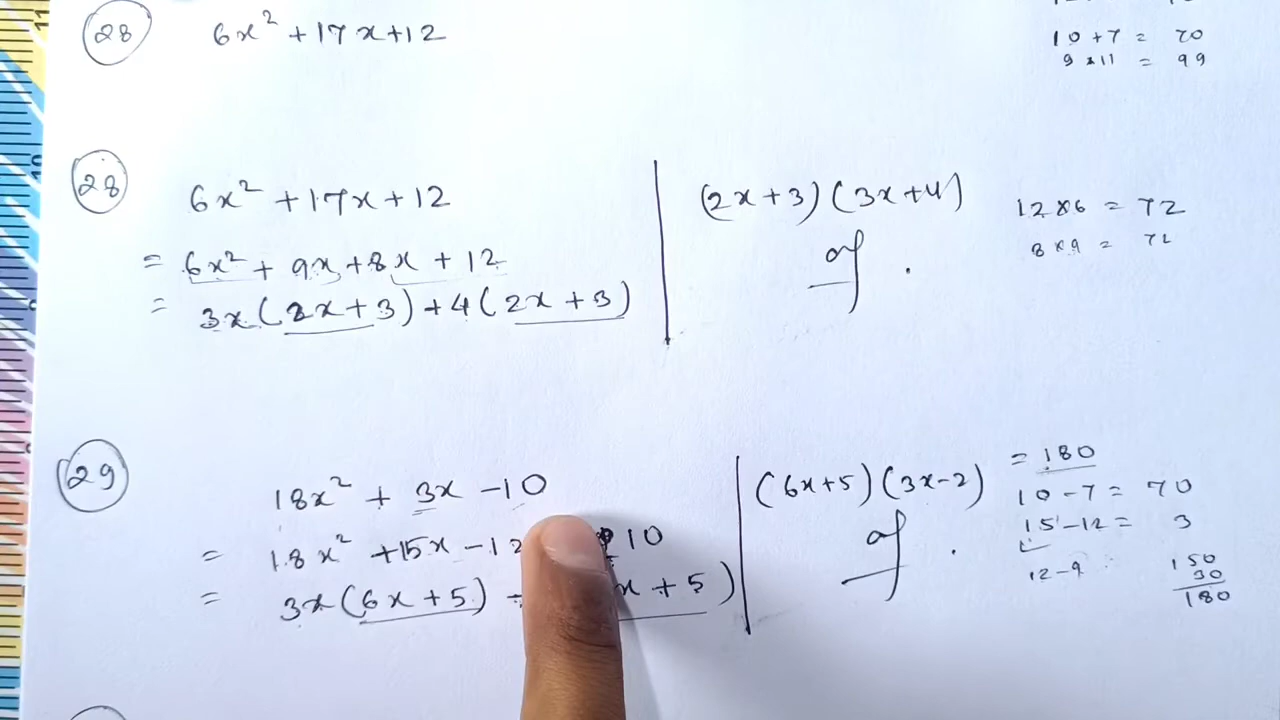 28 6x² + 17x + 12
10 + 7 = 70
9 × 11 = 99
28 6x² + 17x + 12
= 6x² + 9x + 8x + 12
= 3x(2x + 3) + 4(2x + 3)
(2x + 3)(3x + 4)
12 × 6 = 72
8 × 9 = 72
29 18x² + 3x - 10
= 18x² + 15x - 12 10
= 3x(6x + 5) x + 5)
(6x + 5)(3x - 2)
= 180
10 - 7 = 70
15 - 12 = 3
12 - 9
150
30
180